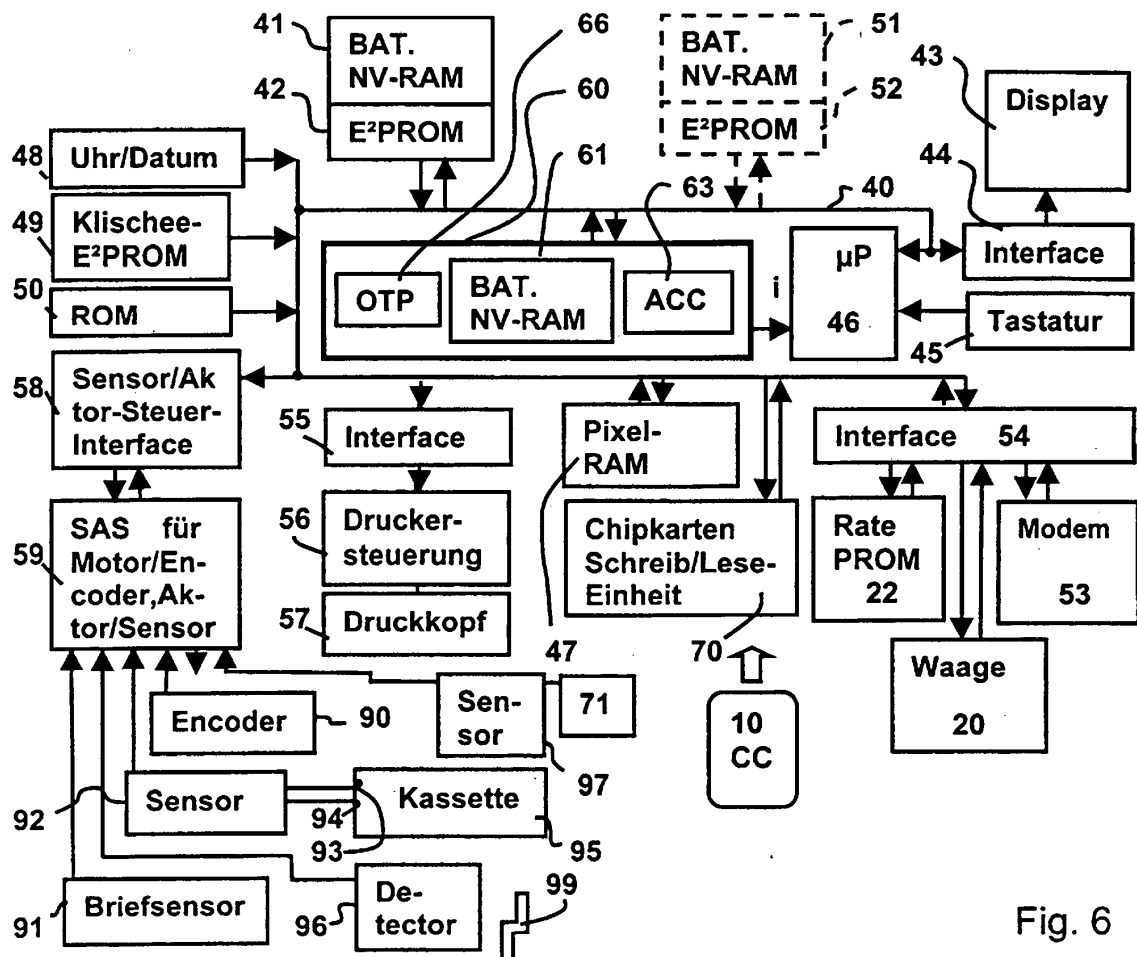 41
BAT.
NV-RAM
42
E²PROM
66
60
61
BAT.
NV-RAM
51
E²PROM
52
63
43
Display
44
Interface
40
48
Uhr/Datum
49
Klischee-
E²PROM
50
ROM
OTP
BAT.
NV-RAM
ACC
i
µP
46
Tastatur
45
58
Sensor/Ak
tor-Steuer-
Interface
55
Interface
Pixel-
RAM
Interface 54
59
SAS für
Motor/En-
coder,Ak-
tor/Sensor
56
Drucker-
steuerung
57
Druckkopf
47
Chipkarten
Schreib/Lese-
Einheit
70
Rate
PROM
22
Modem
53
Waage
20
Encoder
90
Sen-
sor
97
71
10
CC
92
Sensor
94
93
Kassette
95
91
Briefsensor
96
De-
tector
99
Fig. 6